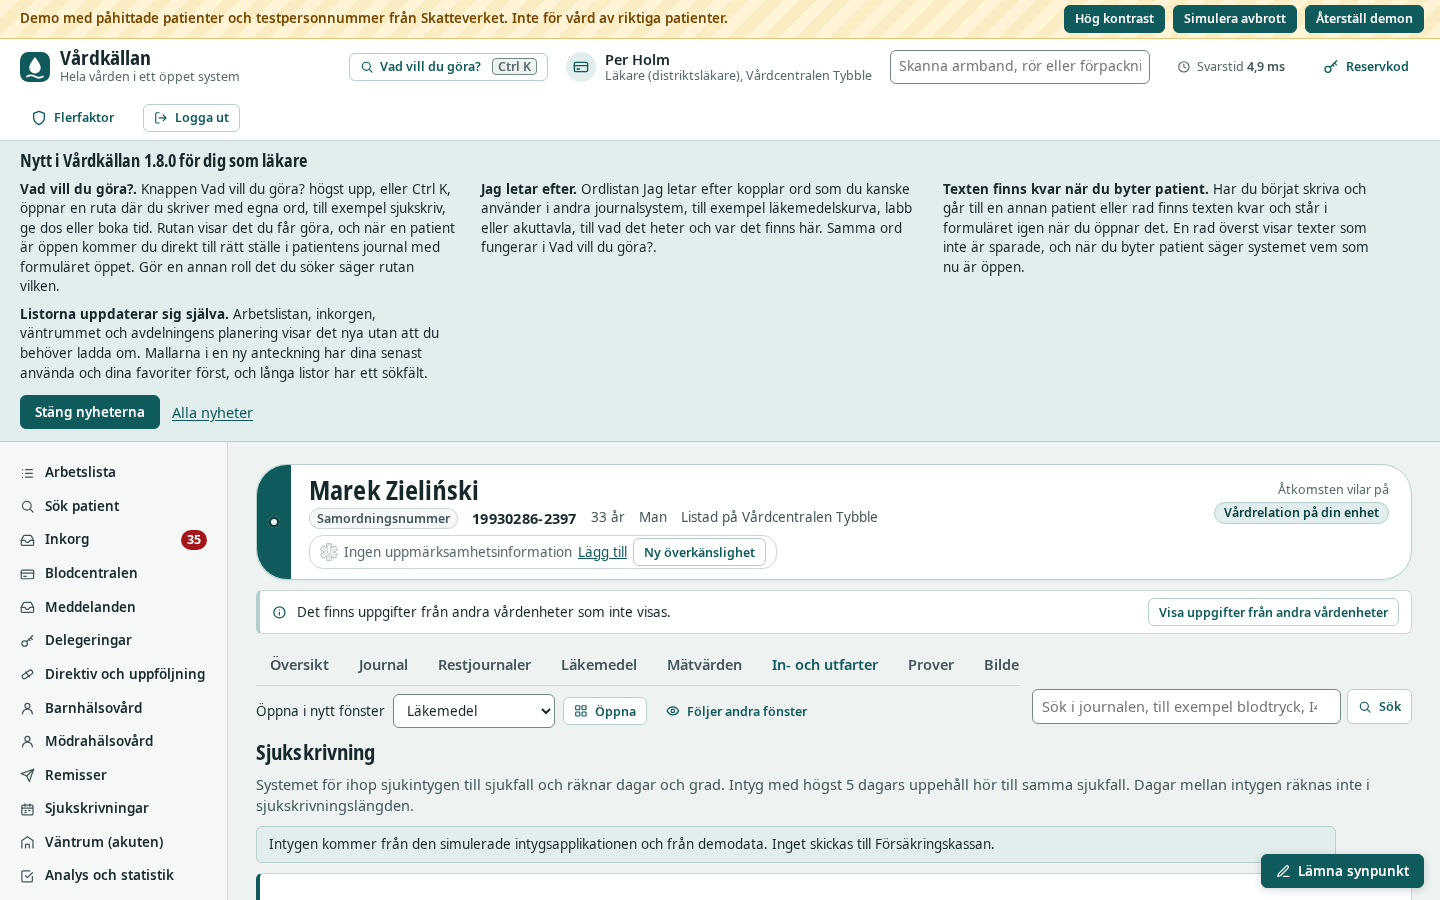 Demo med påhittade patienter och testpersonnummer från Skatteverket. Inte för vård av riktiga patienter.
Hög kontrast
Simulera avbrott
Återställ demon
Vårdkällan
Hela vården i ett öppet system
Vad vill du göra? Ctrl K
Per Holm
Läkare (distriktsläkare), Vårdcentralen Tybble
Skanna armband, rör eller förpackni
Svarstid 4,9 ms
Reservkod
Flerfaktor
Logga ut
Nytt i Vårdkällan 1.8.0 för dig som läkare
Vad vill du göra?. Knappen Vad vill du göra? högst upp, eller Ctrl K,
öppnar en ruta där du skriver med egna ord, till exempel sjukskriv,
ge dos eller boka tid. Rutan visar det du får göra, och när en patient
är öppen kommer du direkt till rätt ställe i patientens journal med
formuläret öppet. Gör en annan roll det du söker säger rutan
vilken.
Jag letar efter. Ordlistan Jag letar efter kopplar ord som du kanske
använder i andra journalsystem, till exempel läkemedelskurva, labb
eller akuttavla, till vad det heter och var det finns här. Samma ord
fungerar i Vad vill du göra?.
Texten finns kvar när du byter patient. Har du börjat skriva och
går till en annan patient eller rad finns texten kvar och står i
formuläret igen när du öppnar det. En rad överst visar texter som
inte är sparade, och när du byter patient säger systemet vem som
nu är öppen.
Listorna uppdaterar sig själva. Arbetslistan, inkorgen,
väntrummet och avdelningens planering visar det nya utan att du
behöver ladda om. Mallarna i en ny anteckning har dina senast
använda och dina favoriter först, och långa listor har ett sökfält.
Stäng nyheterna
Alla nyheter
Arbetslista
Sök patient
Inkorg 35
Blodcentralen
Meddelanden
Delegeringar
Direktiv och uppföljning
Barnhälsovård
Mödrahälsovård
Remisser
Sjukskrivningar
Väntrum (akuten)
Analys och statistik
Marek Zieliński
Samordningsnummer 19930286-2397 33 år Man Listad på Vårdcentralen Tybble
Ingen uppmärksamhetsinformation Lägg till Ny överkänslighet
Åtkomsten vilar på
Vårdrelation på din enhet
Det finns uppgifter från andra vårdenheter som inte visas.
Visa uppgifter från andra vårdenheter
Översikt Journal Restjournaler Läkemedel Mätvärden In- och utfarter Prover Bilde
Öppna i nytt fönster Läkemedel Öppna Följer andra fönster
Sök i journalen, till exempel blodtryck, I4
Sök
Sjukskrivning
Systemet för ihop sjukintygen till sjukfall och räknar dagar och grad. Intyg med högst 5 dagars uppehåll hör till samma sjukfall. Dagar mellan intygen räknas inte i
sjukskrivningslängden.
Intygen kommer från den simulerade intygsapplikationen och från demodata. Inget skickas till Försäkringskassan.
Lämna synpunkt